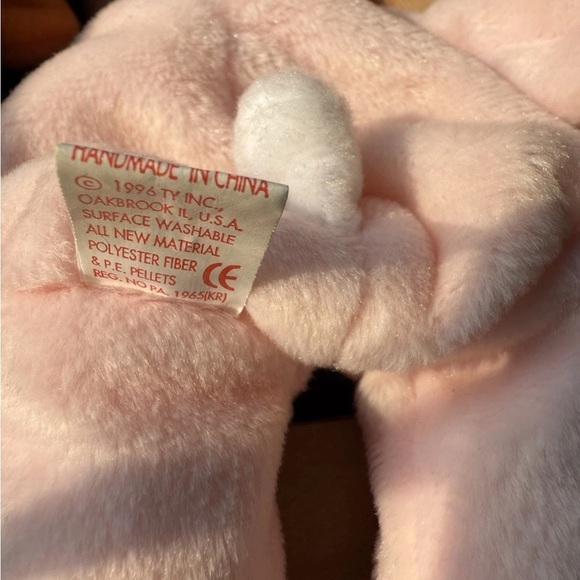 HANDMADE IN CHINA
© 1996 TY INC.,
OAKBROOK IL, U.S.A.
SURFACE WASHABLE
ALL NEW MATERIAL
POLYESTER FIBER
& P.E. PELLETS CE
REG. NO PA. 1965(KR)